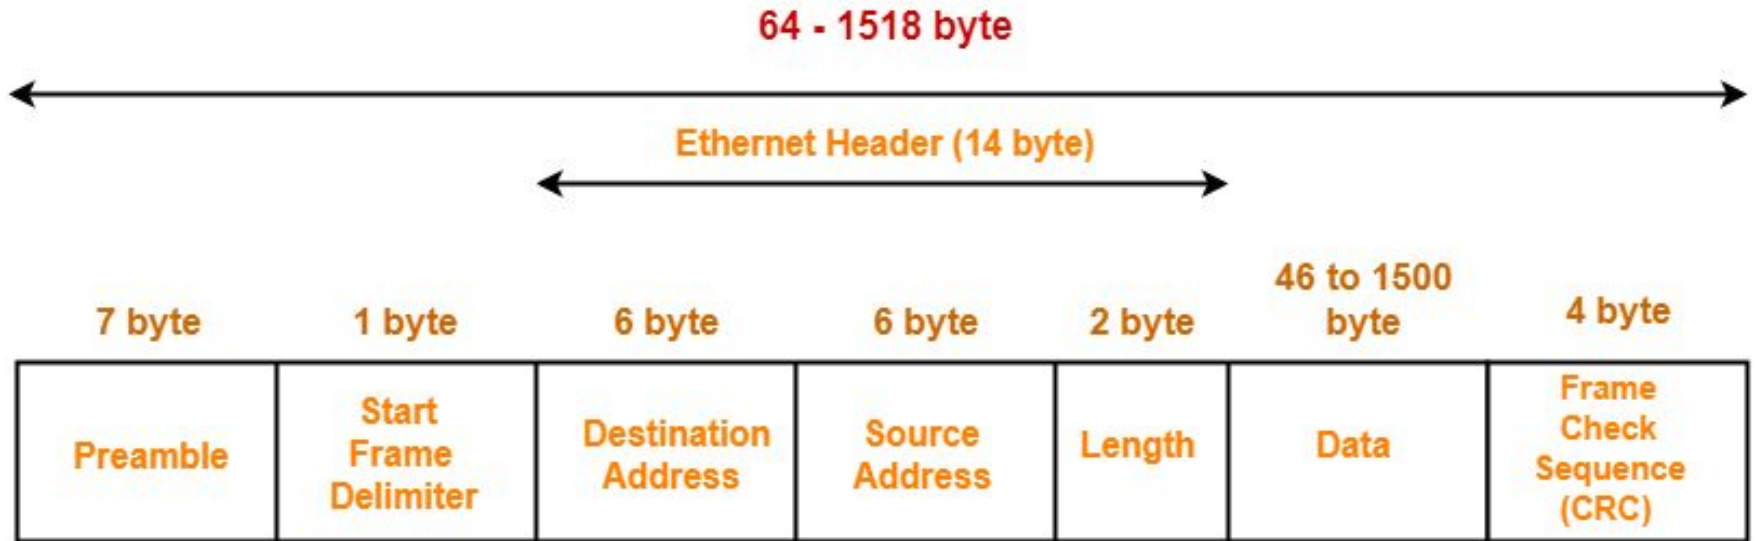 64 - 1518 byte
Ethernet Header (14 byte)
7 byte
1 byte
6 byte
6 byte
2 byte
46 to 1500
byte
4 byte
Preamble
Start
Frame
Delimiter
Destination
Address
Source
Address
Length
Data
Frame
Check
Sequence
(CRC)